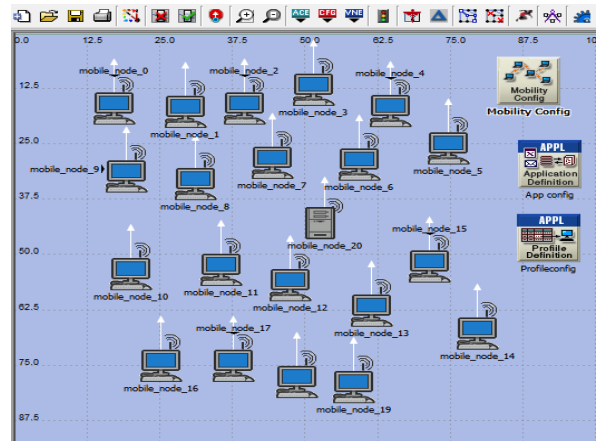 ACE CFG VNE
0.0 12.5 25.0 37.5 50.0 62.5 75.0 87.5
12.5
25.0
37.5
50.0
62.5
75.0
87.5
mobile_node_0
mobile_node_2
mobile_node_4
mobile_node_1
mobile_node_3
mobile_node_5
mobile_node_9
mobile_node_7
mobile_node_6
mobile_node_8
mobile_node_20
mobile_node_15
mobile_node_10
mobile_node_11
mobile_node_12
mobile_node_13
mobile_node_14
mobile_node_17
mobile_node_16
mobile_node_19
Mobility
Config
Mobility Config
APPL
Application
Definition
App config
APPL
Profile
Definition
Profileconfig